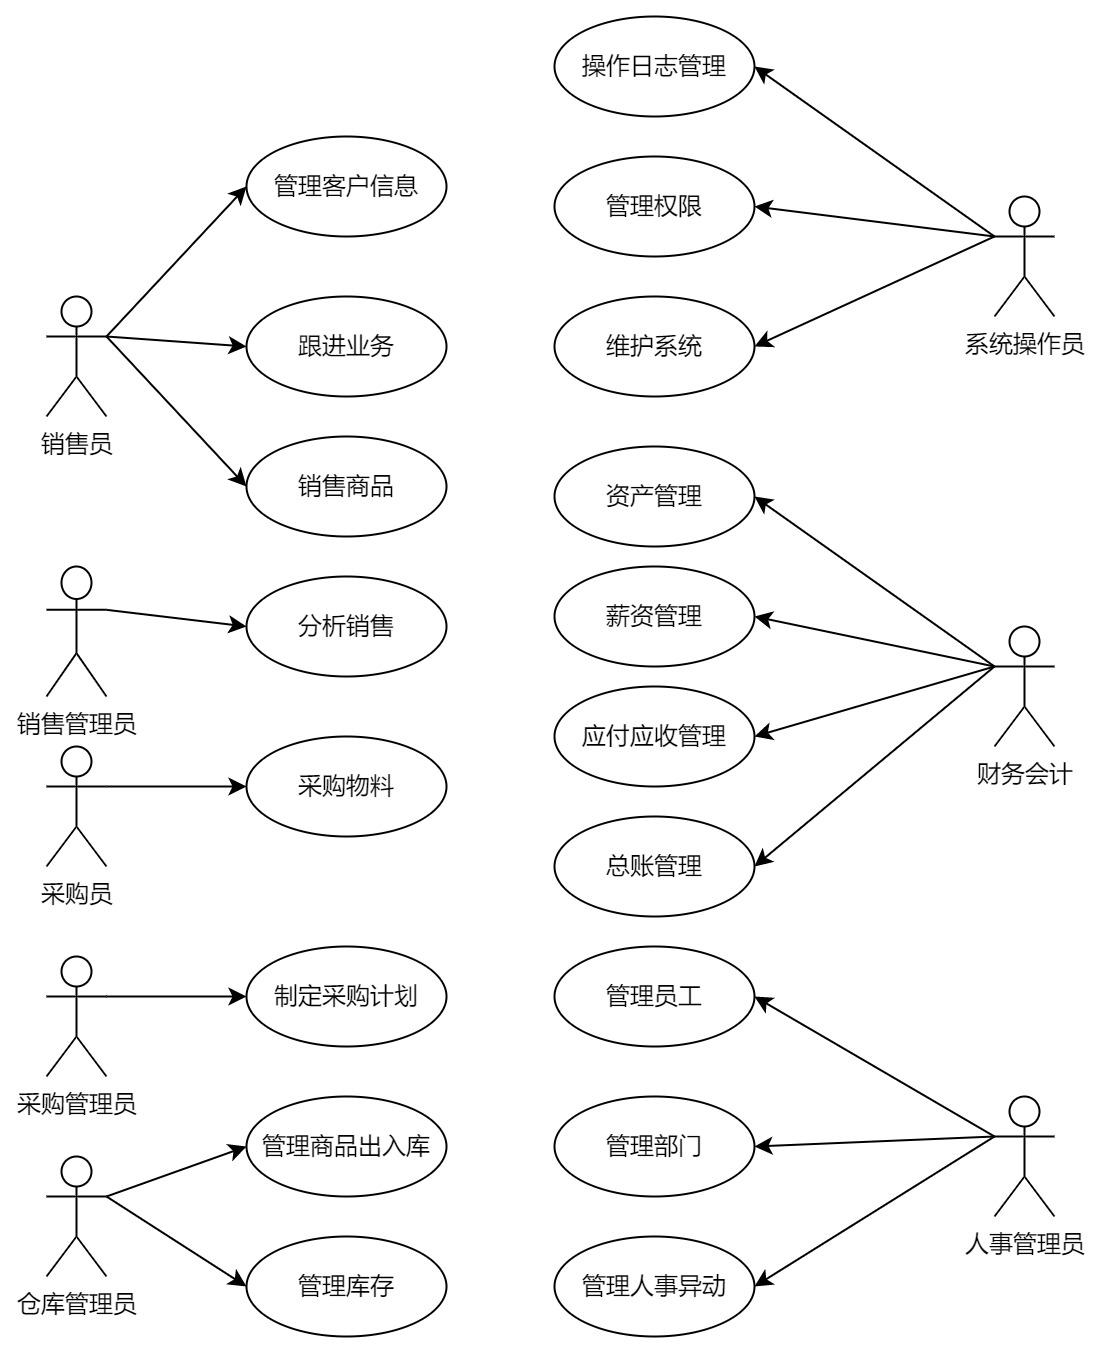 操作日志管理
管理客户信息
管理权限
系统操作员
跟进业务
维护系统
销售员
销售商品
资产管理
分析销售
薪资管理
销售管理员
应付应收管理
财务会计
采购物料
采购员
总账管理
制定采购计划
管理员工
采购管理员
管理商品出入库
管理部门
人事管理员
仓库管理员
管理库存
管理人事异动